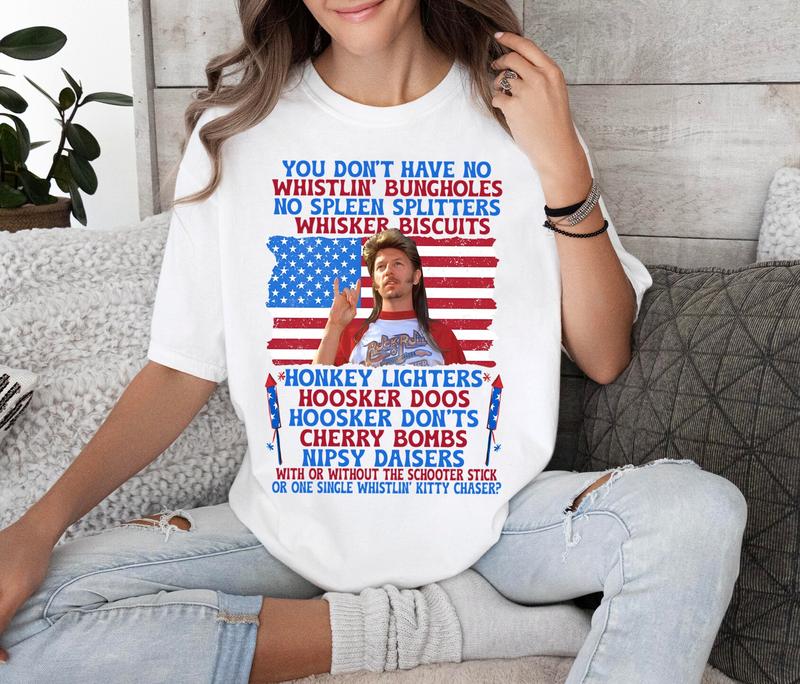 YOU DON'T HAVE NO
WHISTLIN' BUNGHOLES
NO SPLEEN SPLITTERS
WHISKER BISCUITS
*HONKEY LIGHTERS*
HOOSKER DOOS
HOOSKER DON'TS
CHERRY BOMBS
NIPSY DAISERS
WITH OR WITHOUT THE SCHOOTER STICK
OR ONE SINGLE WHISTLIN' KITTY CHASER?